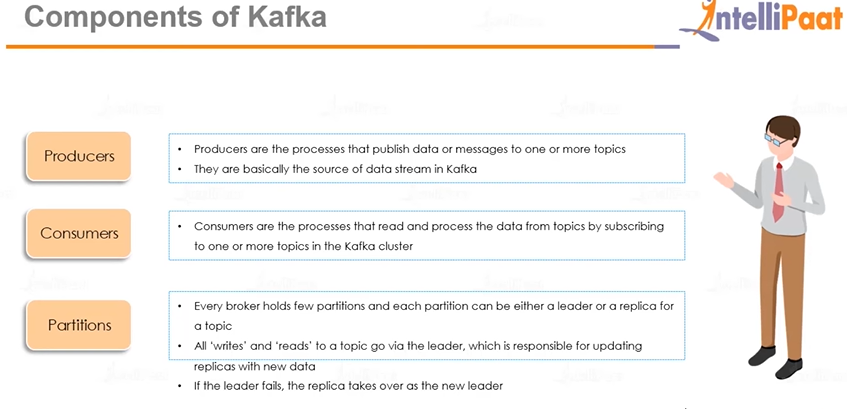 Components of Kafka
IntelliPaat
Producers
• Producers are the processes that publish data or messages to one or more topics
• They are basically the source of data stream in Kafka
Consumers
• Consumers are the processes that read and process the data from topics by subscribing
to one or more topics in the Kafka cluster
Partitions
• Every broker holds few partitions and each partition can be either a leader or a replica for
a topic
• All ‘writes’ and ‘reads’ to a topic go via the leader, which is responsible for updating
replicas with new data
• If the leader fails, the replica takes over as the new leader